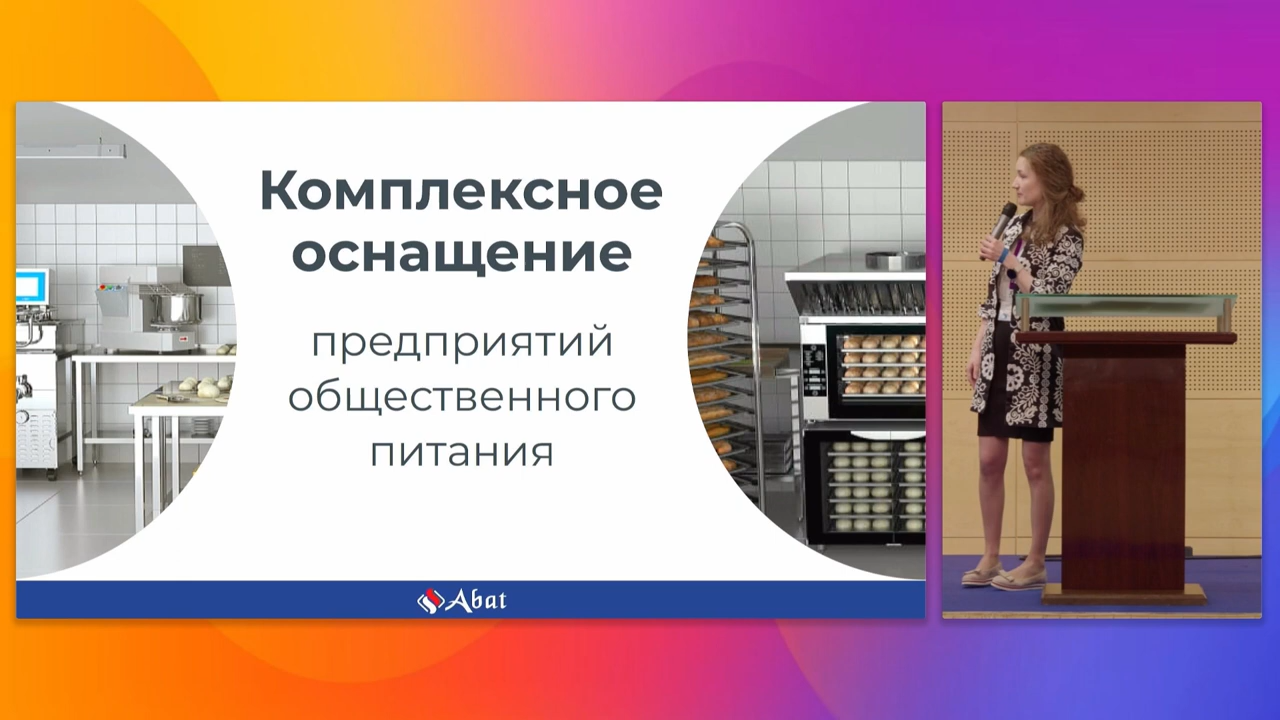 Комплексное
оснащение
предприятий
общественного
питания
Abat